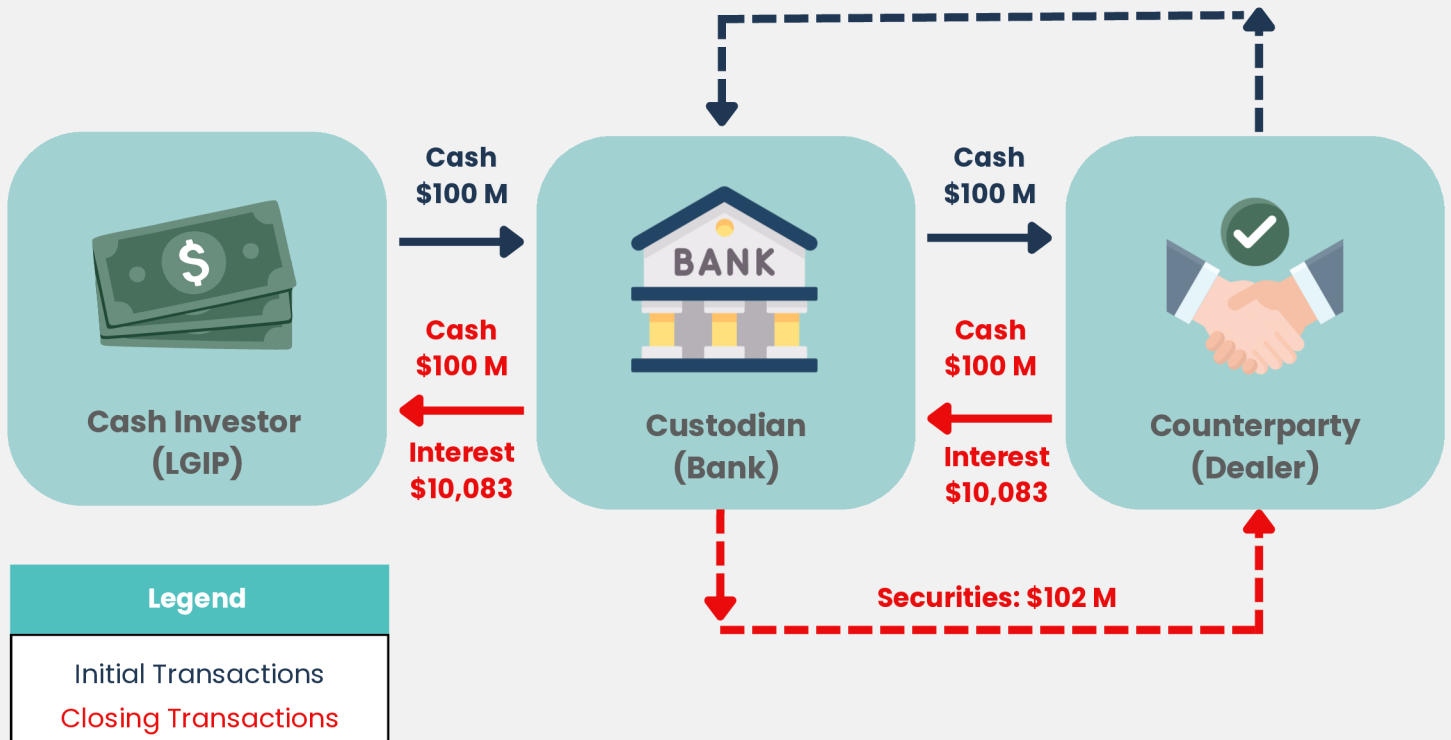 Cash
$100 M
Cash
$100 M
$
BANK
Cash
$100 M
Cash
$100 M
Cash Investor
(LGIP)
Custodian
(Bank)
Counterparty
(Dealer)
Interest
$10,083
Interest
$10,083
Securities: $102 M
Legend
Initial Transactions
Closing Transactions